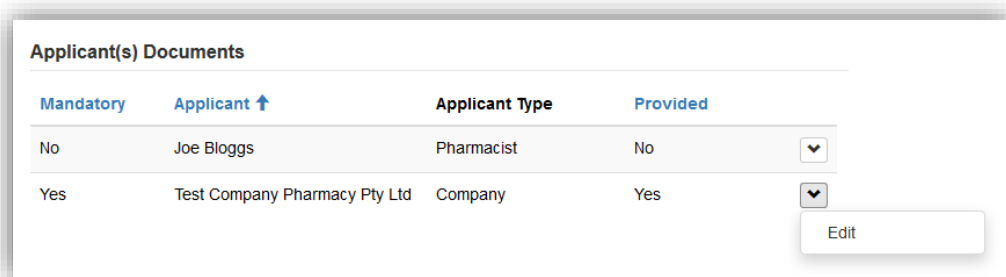 Applicant(s) Documents
Mandatory Applicant Applicant Type Provided
No Joe Bloggs Pharmacist No
Yes Test Company Pharmacy Pty Ltd Company Yes
Edit